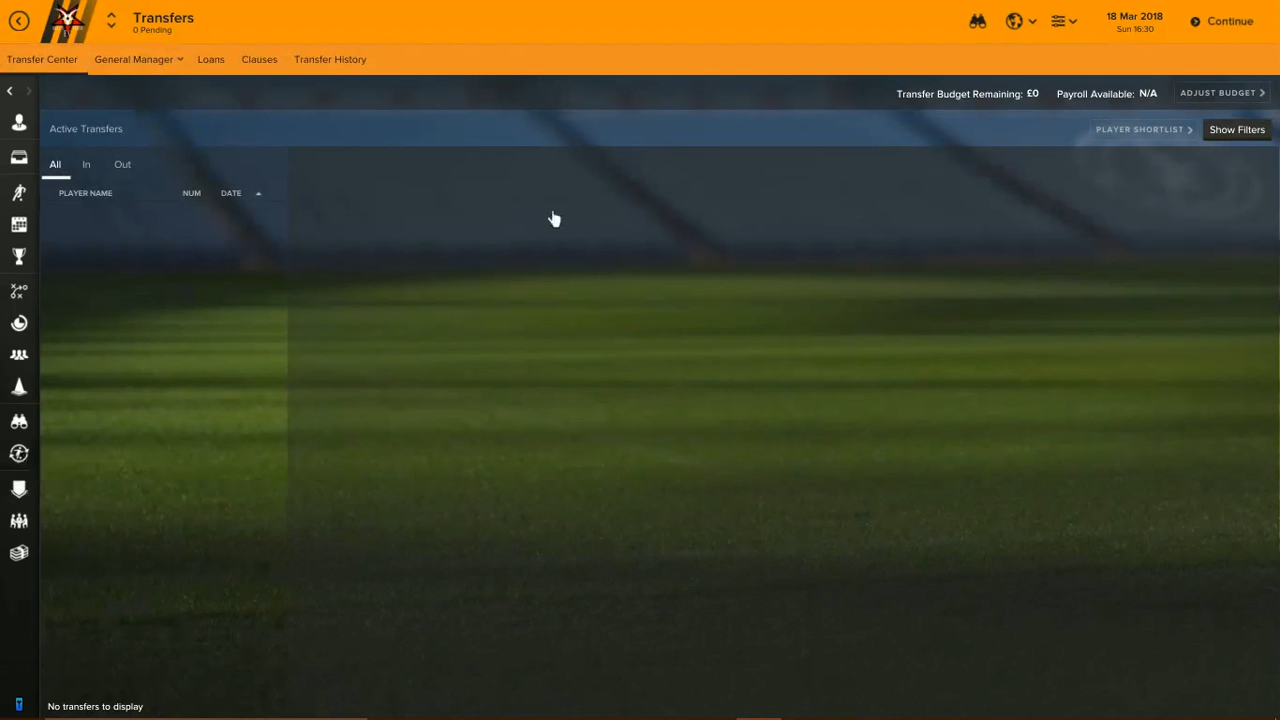 Transfers
0 Pending
18 Mar 2018
Sun 16:30
Continue
Transfer Center
General Manager
Loans
Clauses
Transfer History
Transfer Budget Remaining: £0
Payroll Available: N/A
ADJUST BUDGET
Active Transfers
PLAYER SHORTLIST
Show Filters
All
In
Out
PLAYER NAME
NUM
DATE
No transfers to display